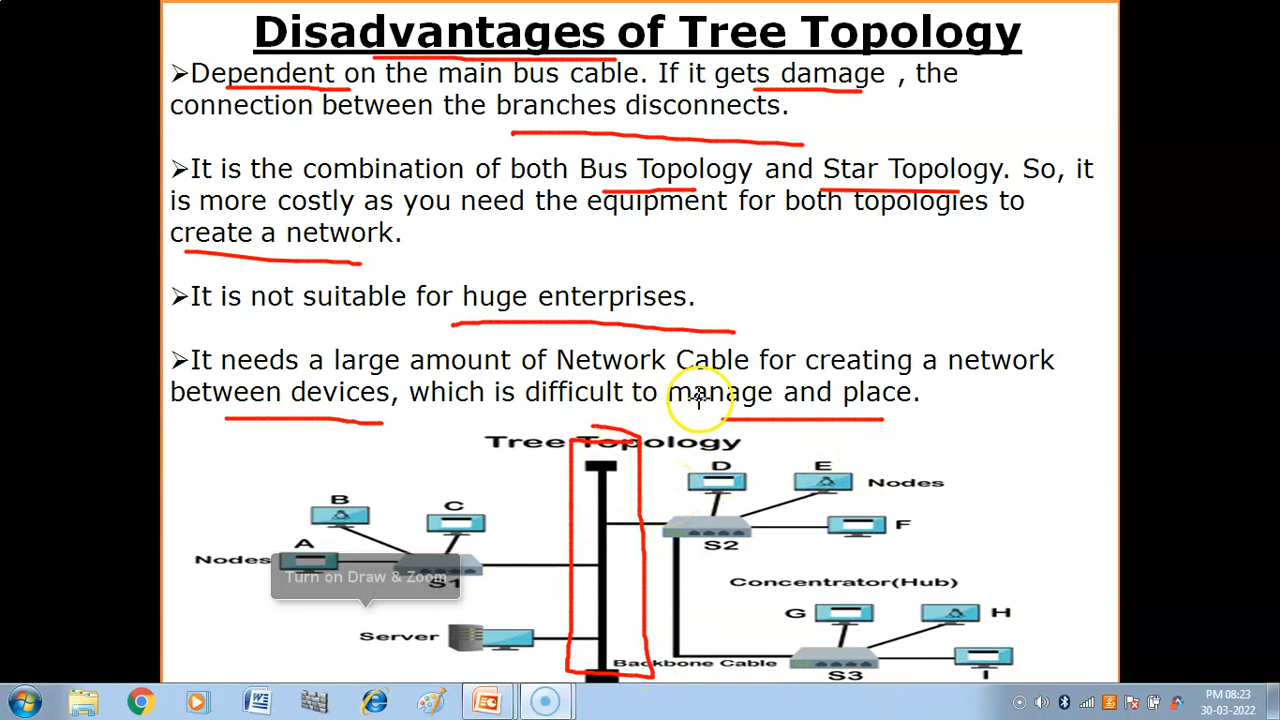 Disadvantages of Tree Topology
➤Dependent on the main bus cable. If it gets damage , the
connection between the branches disconnects.
➤It is the combination of both Bus Topology and Star Topology. So, it
is more costly as you need the equipment for both topologies to
create a network.
➤It is not suitable for huge enterprises.
➤It needs a large amount of Network Cable for creating a network
between devices, which is difficult to manage and place.
Tree Topology
D
E
Nodes
B
C
F
S2
A
Nodes
S1
Turn on Draw & Zoom
Concentrator(Hub)
G
H
Server
Backbone Cable
S3
I
PM 08:23
30-03-2022